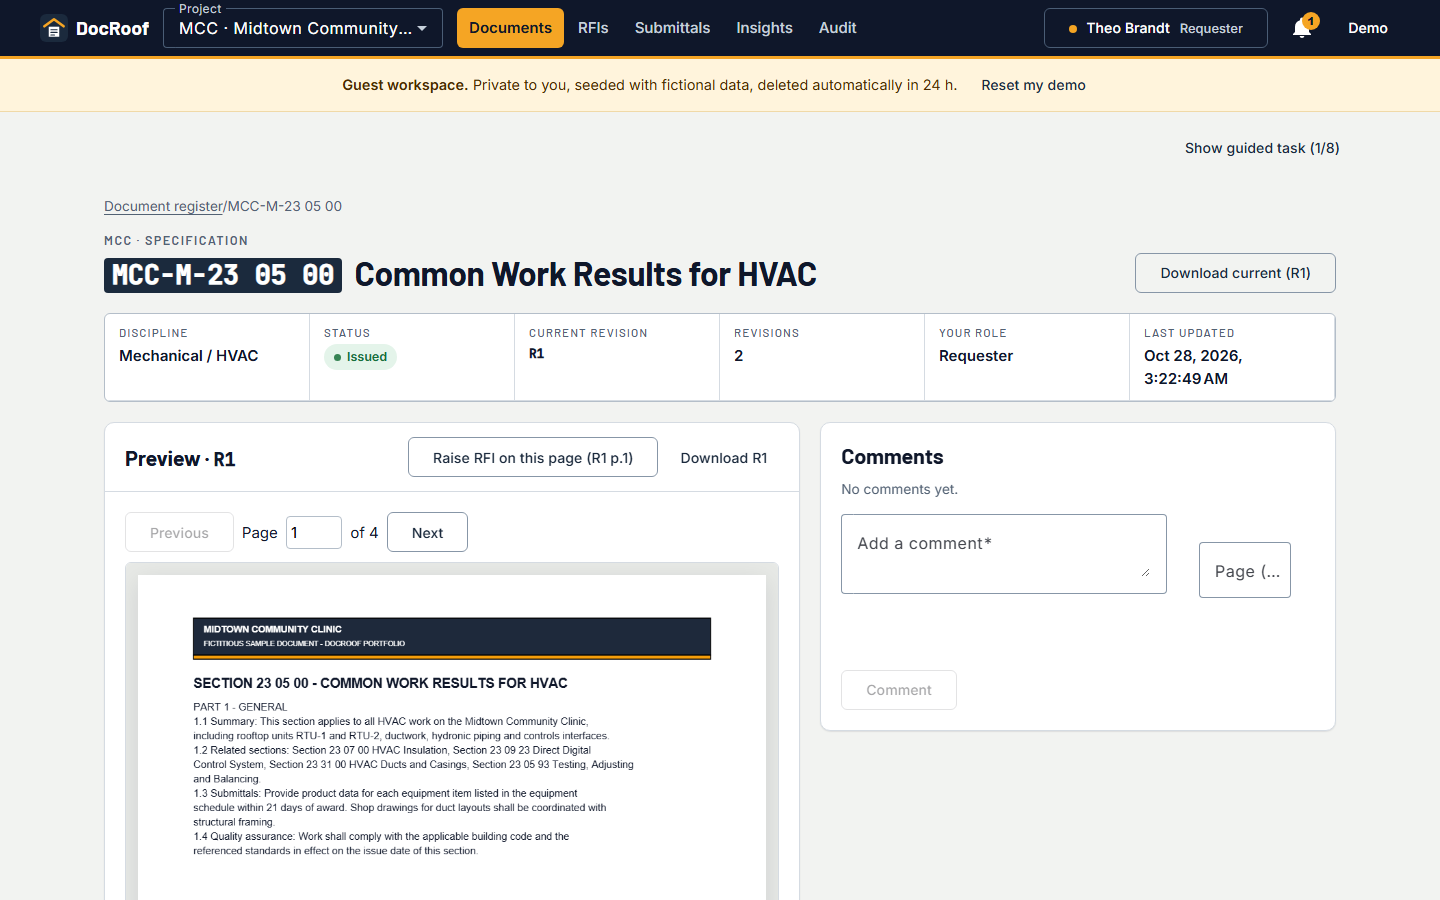 DocRoof
Project
MCC · Midtown Community...
Documents
RFIs
Submittals
Insights
Audit
Theo Brandt Requester
1
Demo
Guest workspace. Private to you, seeded with fictional data, deleted automatically in 24 h.
Reset my demo
Show guided task (1/8)
Document register/MCC-M-23 05 00
MCC · SPECIFICATION
MCC-M-23 05 00 Common Work Results for HVAC
Download current (R1)
DISCIPLINE
Mechanical / HVAC
STATUS
Issued
CURRENT REVISION
R1
REVISIONS
2
YOUR ROLE
Requester
LAST UPDATED
Oct 28, 2026,
3:22:49 AM
Preview · R1
Raise RFI on this page (R1 p.1)
Download R1
Previous
Page 1 of 4
Next
MIDTOWN COMMUNITY CLINIC
FICTITIOUS SAMPLE DOCUMENT - DOCROOF PORTFOLIO
SECTION 23 05 00 - COMMON WORK RESULTS FOR HVAC
PART 1 - GENERAL
1.1 Summary: This section applies to all HVAC work on the Midtown Community Clinic,
including rooftop units RTU-1 and RTU-2, ductwork, hydronic piping and controls interfaces.
1.2 Related sections: Section 23 07 00 HVAC Insulation, Section 23 09 23 Direct Digital
Control System, Section 23 31 00 HVAC Ducts and Casings, Section 23 05 93 Testing, Adjusting
and Balancing.
1.3 Submittals: Provide product data for each equipment item listed in the equipment
schedule within 21 days of award. Shop drawings for duct layouts shall be coordinated with
structural framing.
1.4 Quality assurance: Work shall comply with the applicable building code and the
referenced standards in effect on the issue date of this section.
Comments
No comments yet.
Add a comment*
Page (...
Comment